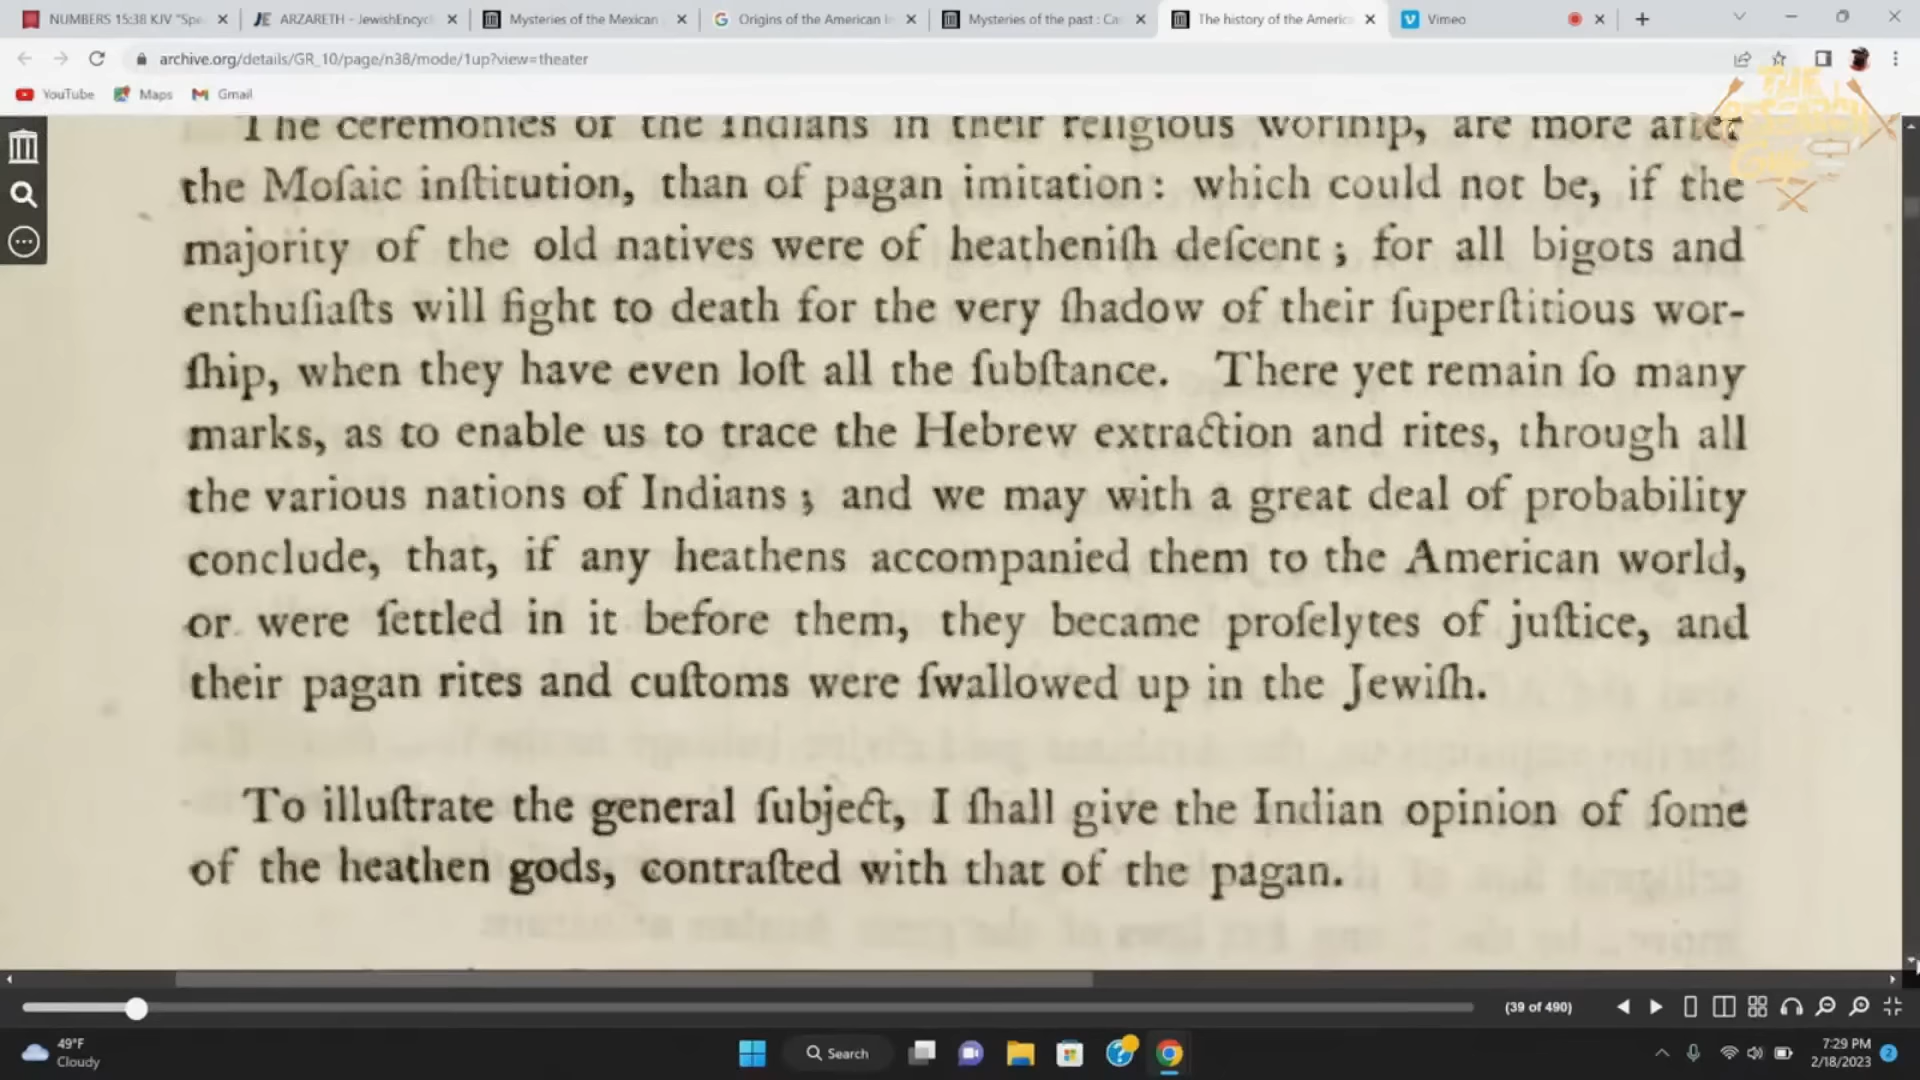 NUMBERS 15:38 KJV "Spe
ARZARETH - JewishEncycl
Mysteries of the Mexican
Origins of the American I
Mysteries of the past : Ca
The history of the Americ
Vimeo
archive.org/details/GR_10/page/n38/mode/1up?view=theater
YouTube
Maps
Gmail
THE
RESEARCH
GUY
The ceremonies of the Indians in their religious worſhip, are more after
the Moſaic inſtitution, than of pagan imitation: which could not be, if the
majority of the old natives were of heatheniſh deſcent; for all bigots and
enthuſiaſts will fight to death for the very ſhadow of their ſuperſtitious wor-
ſhip, when they have even loſt all the ſubſtance. There yet remain ſo many
marks, as to enable us to trace the Hebrew extraction and rites, through all
the various nations of Indians; and we may with a great deal of probability
conclude, that, if any heathens accompanied them to the American world,
or were ſettled in it before them, they became proſelytes of juſtice, and
their pagan rites and cuſtoms were ſwallowed up in the Jewiſh.
To illuſtrate the general ſubject, I ſhall give the Indian opinion of ſome
of the heathen gods, contraſted with that of the pagan.
(39 of 490)
49°F
Cloudy
Search
7:29 PM
2/18/2023
2